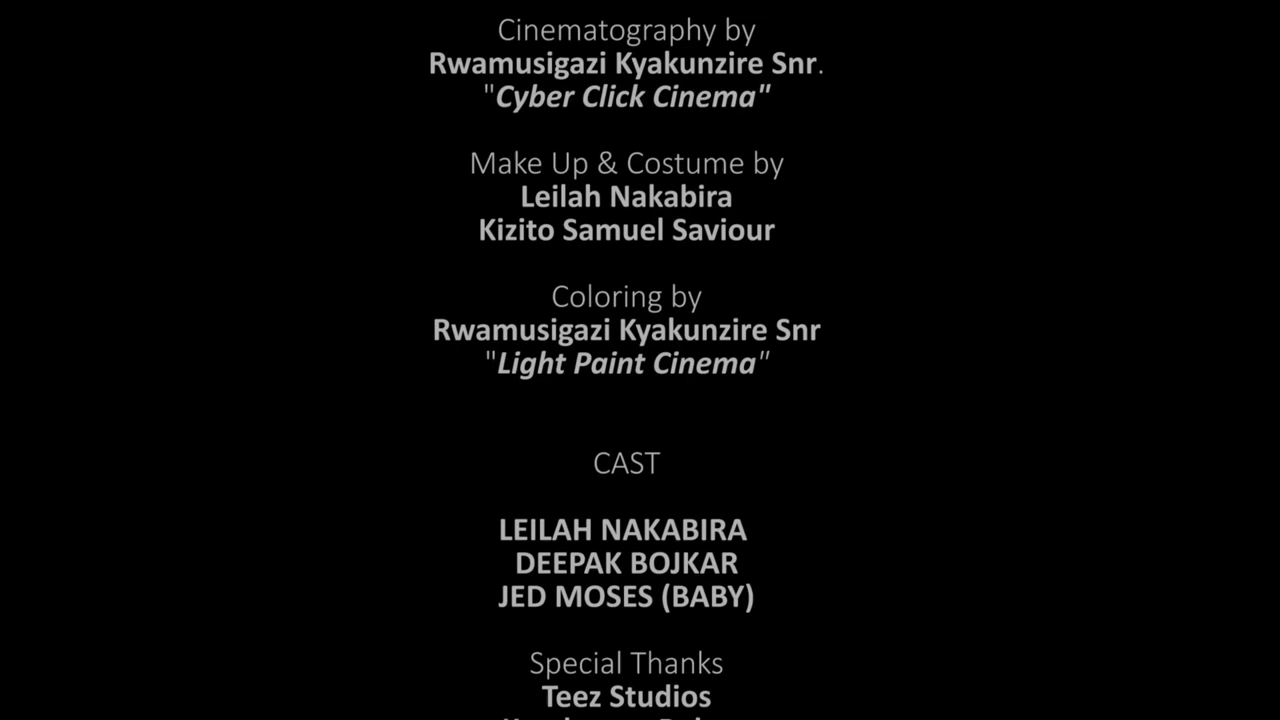 Cinematography by
Rwamusigazi Kyakunzire Snr.
"Cyber Click Cinema"
Make Up & Costume by
Leilah Nakabira
Kizito Samuel Saviour
Coloring by
Rwamusigazi Kyakunzire Snr
"Light Paint Cinema"
CAST
LEILAH NAKABIRA
DEEPAK BOJKAR
JED MOSES (BABY)
Special Thanks
Teez Studios